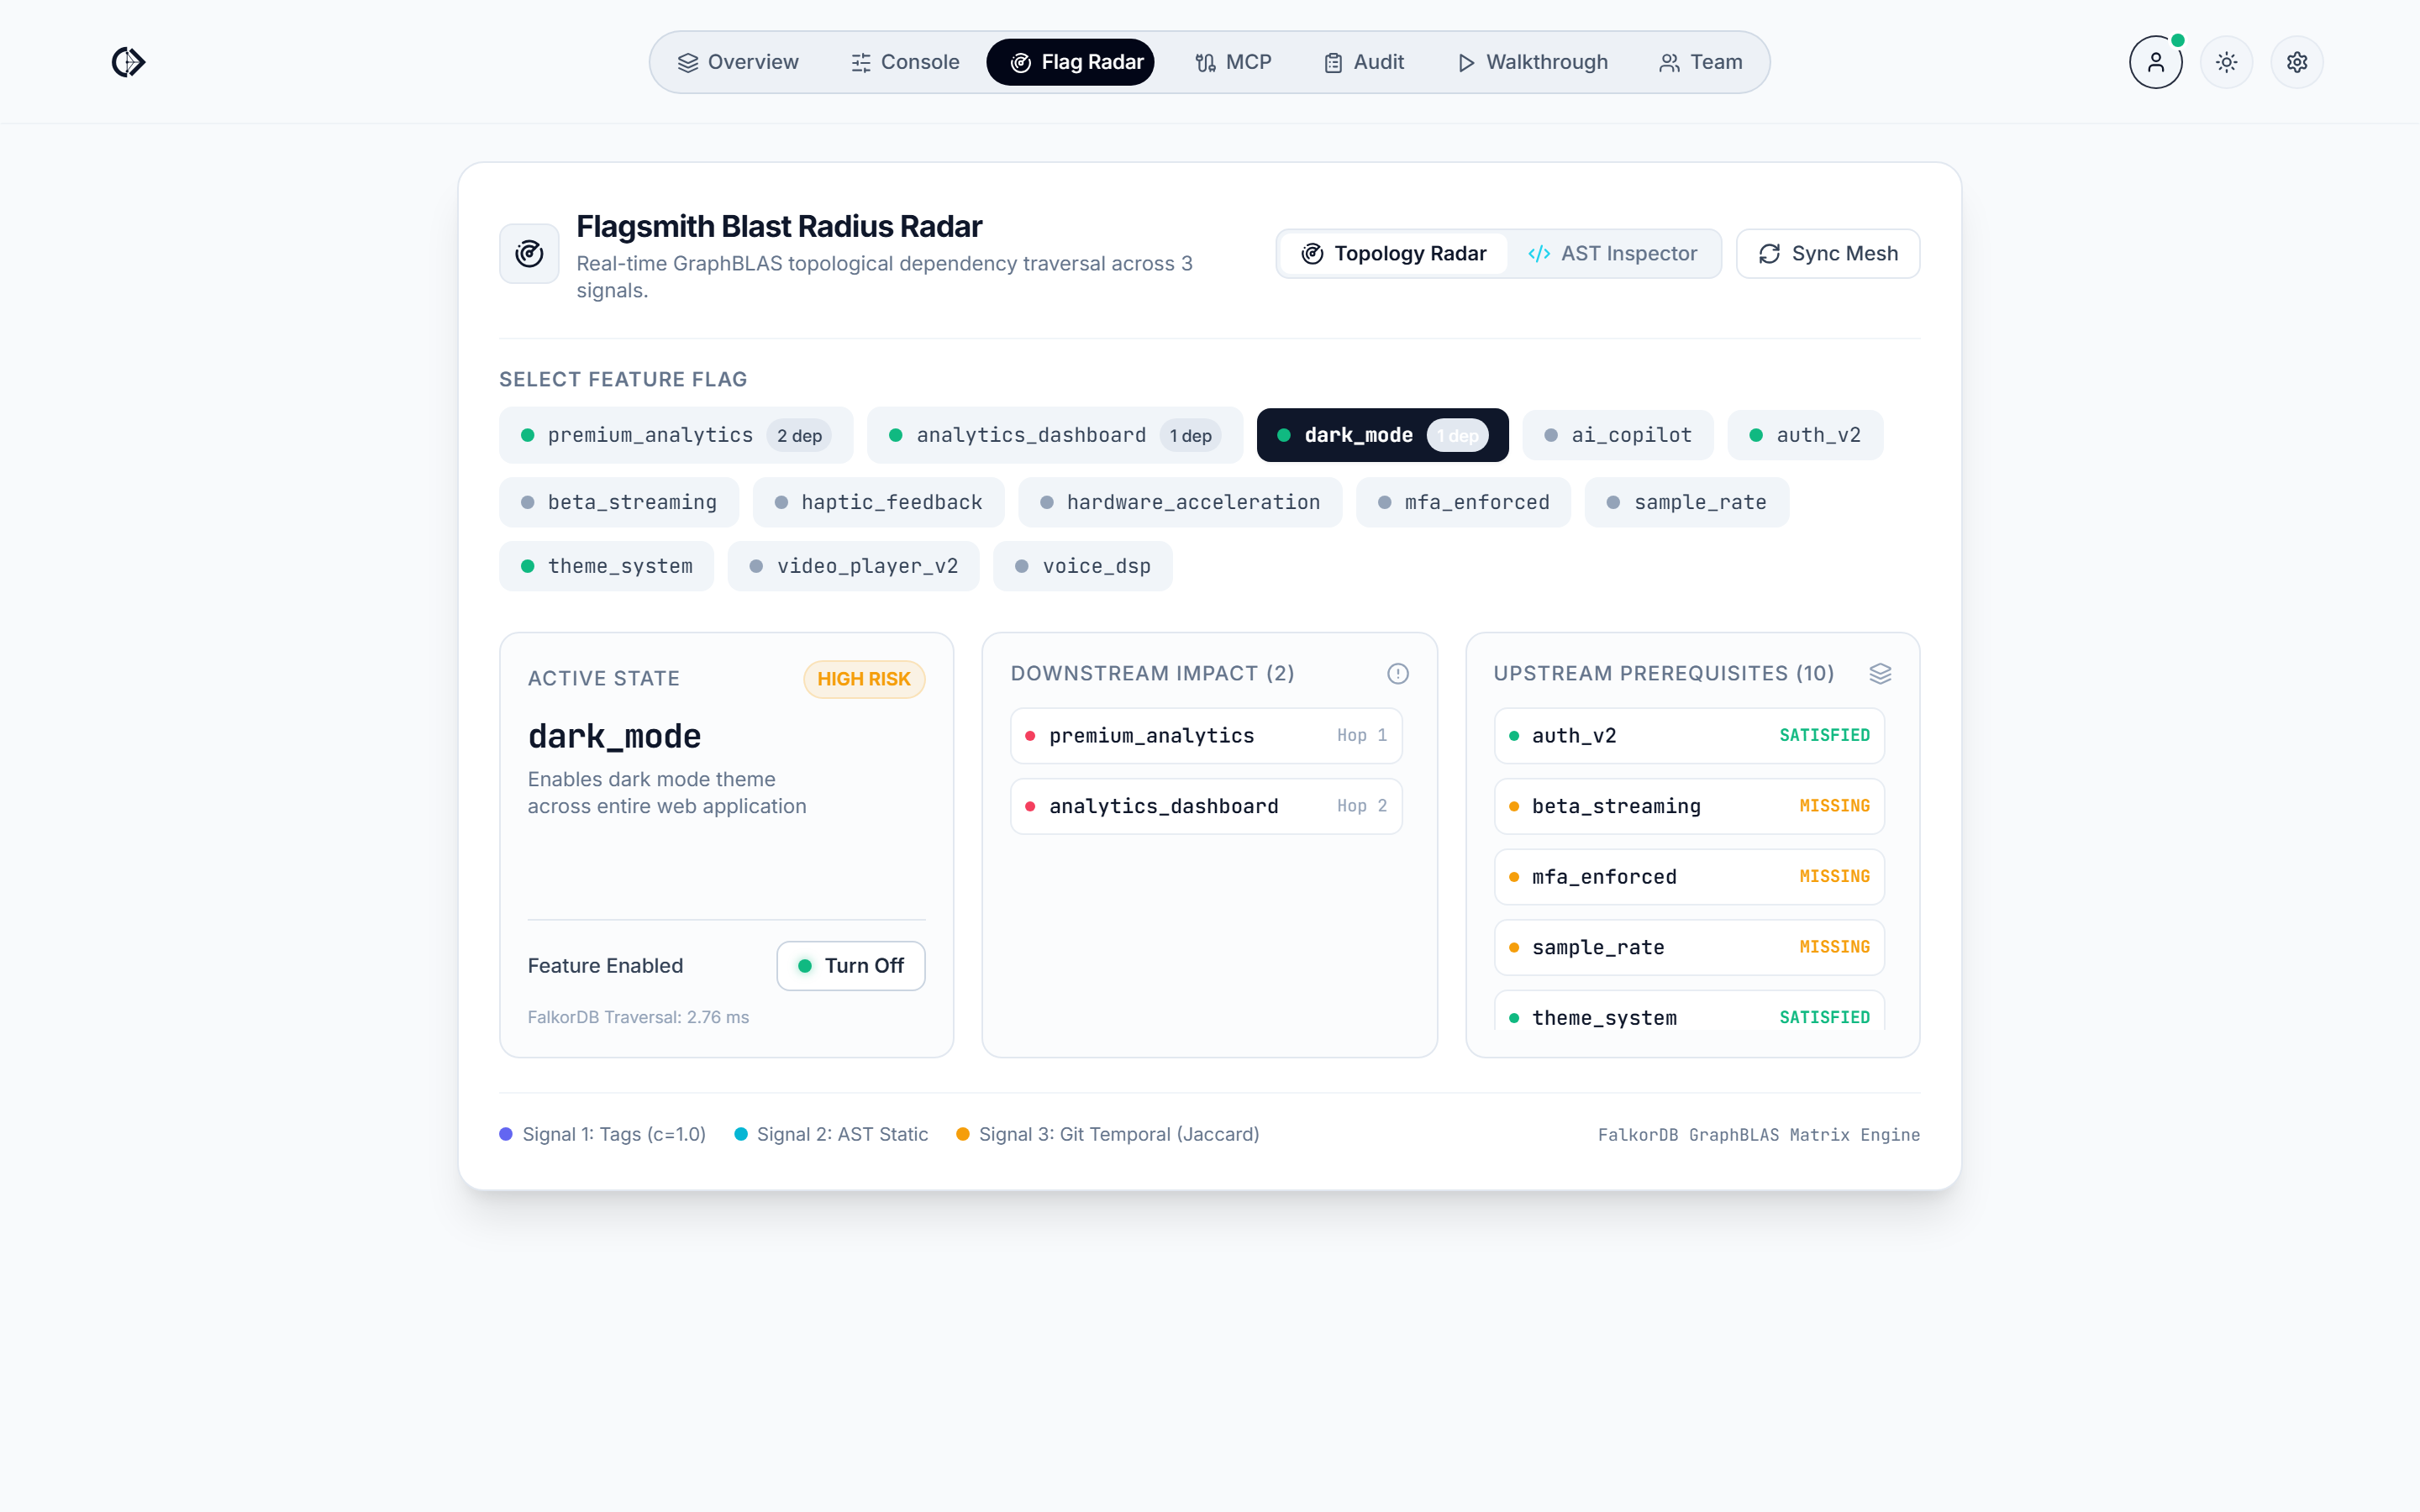 Overview Console Flag Radar MCP Audit Walkthrough Team
Flagsmith Blast Radius Radar
Real-time GraphBLAS topological dependency traversal across 3
signals.
Topology Radar AST Inspector Sync Mesh
SELECT FEATURE FLAG
premium_analytics 2 dep analytics_dashboard 1 dep dark_mode 1 dep ai_copilot auth_v2
beta_streaming haptic_feedback hardware_acceleration mfa_enforced sample_rate
theme_system video_player_v2 voice_dsp
ACTIVE STATE HIGH RISK
dark_mode
Enables dark mode theme
across entire web application
Feature Enabled Turn Off
FalkorDB Traversal: 2.76 ms
DOWNSTREAM IMPACT (2)
premium_analytics Hop 1
analytics_dashboard Hop 2
UPSTREAM PREREQUISITES (10)
auth_v2 SATISFIED
beta_streaming MISSING
mfa_enforced MISSING
sample_rate MISSING
theme_system SATISFIED
Signal 1: Tags (c=1.0) Signal 2: AST Static Signal 3: Git Temporal (Jaccard)
FalkorDB GraphBLAS Matrix Engine